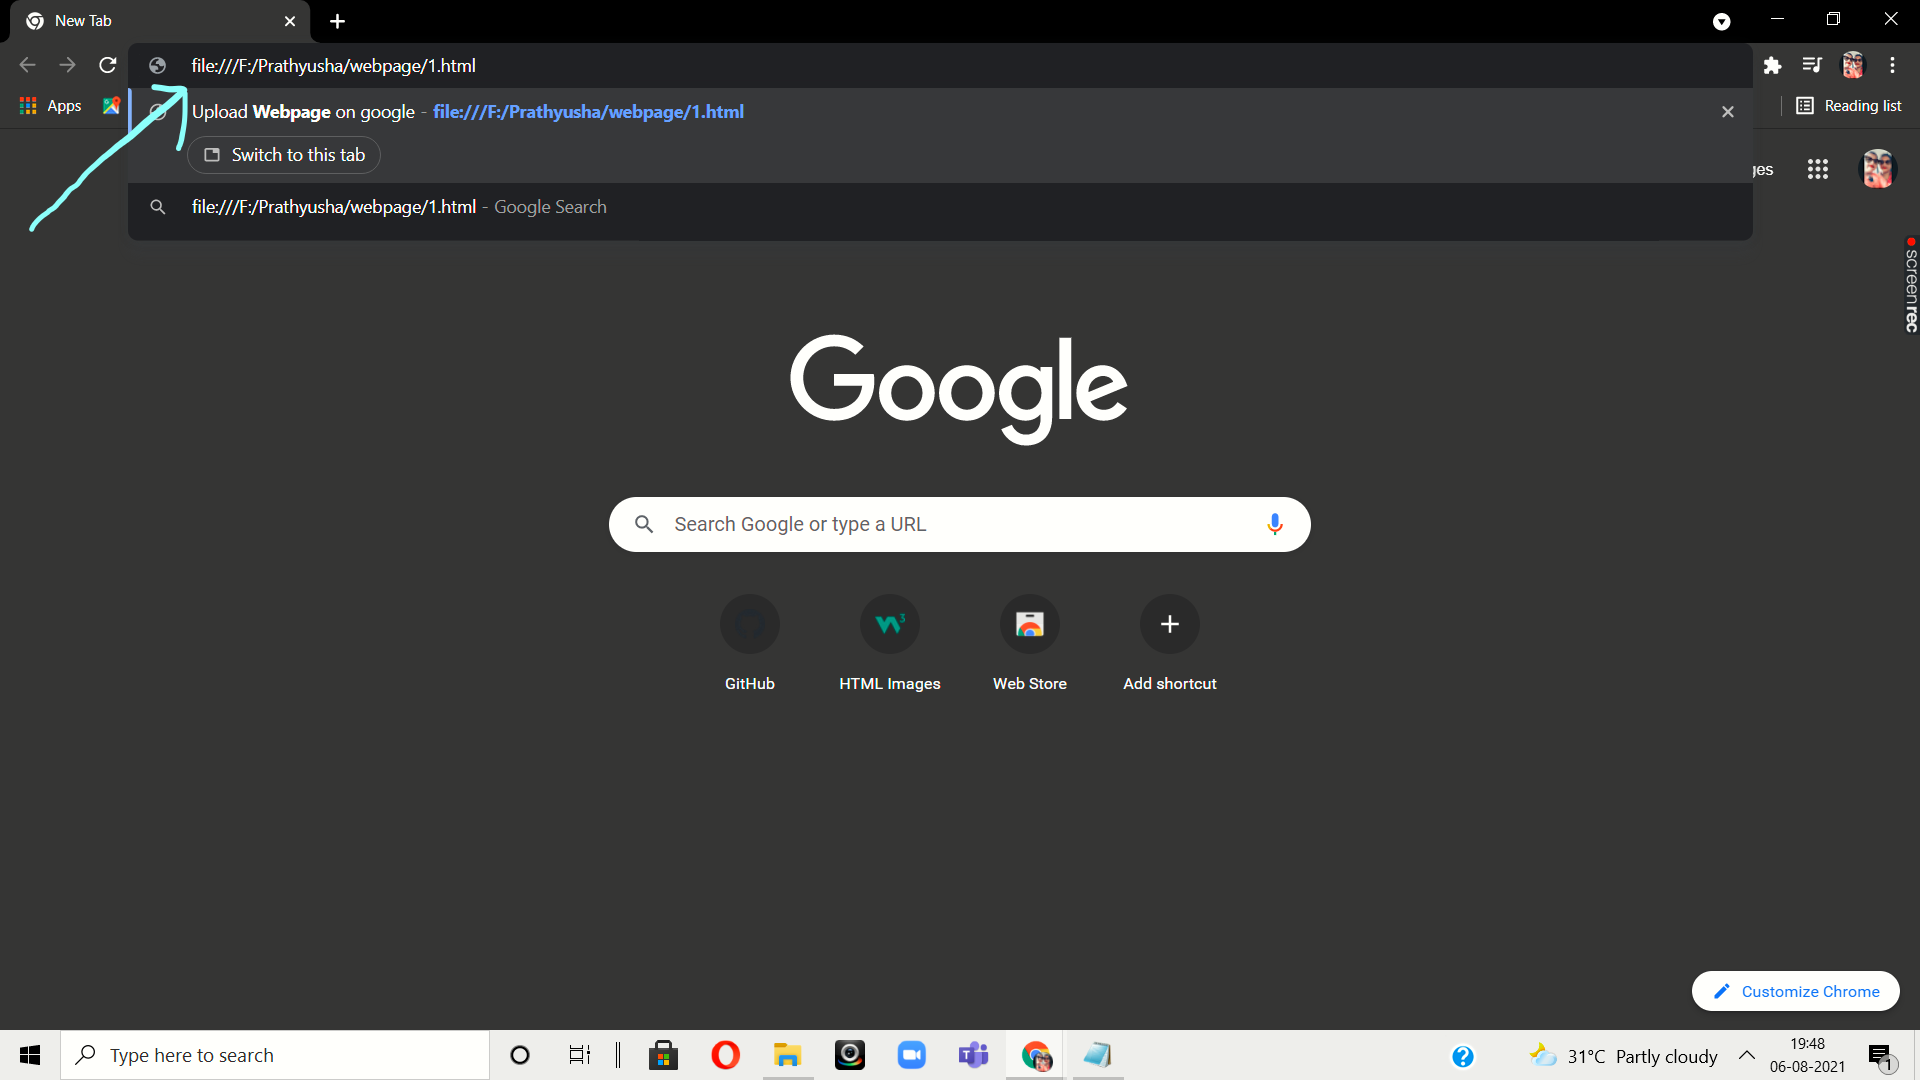 New Tab
file:///F:/Prathyusha/webpage/1.html
Apps
Upload Webpage on google - file:///F:/Prathyusha/webpage/1.html
Reading list
Switch to this tab
file:///F:/Prathyusha/webpage/1.html - Google Search
screenrec
Google
Search Google or type a URL
3
GitHub
HTML Images
Web Store
Add shortcut
Customize Chrome
Type here to search
31°C Partly cloudy
19:48
06-08-2021
1